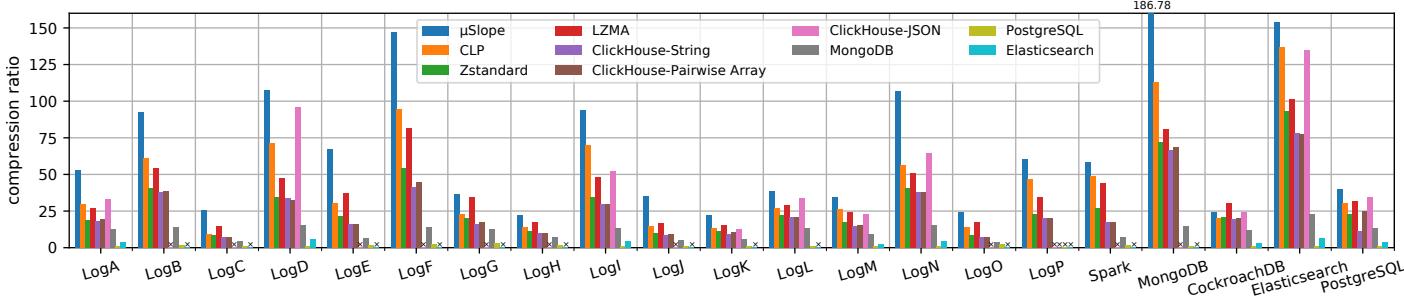 186.78
compression ratio
150
125
100
75
50
25
0
µSlope
CLP
Zstandard
LZMA
ClickHouse-String
ClickHouse-Pairwise Array
ClickHouse-JSON
MongoDB
PostgreSQL
Elasticsearch
LogA
LogB
LogC
LogD
LogE
LogF
LogG
LogH
LogI
LogJ
LogK
LogL
LogM
LogN
LogO
LogP
Spark
MongoDB
CockroachDB
Elasticsearch
PostgreSQL